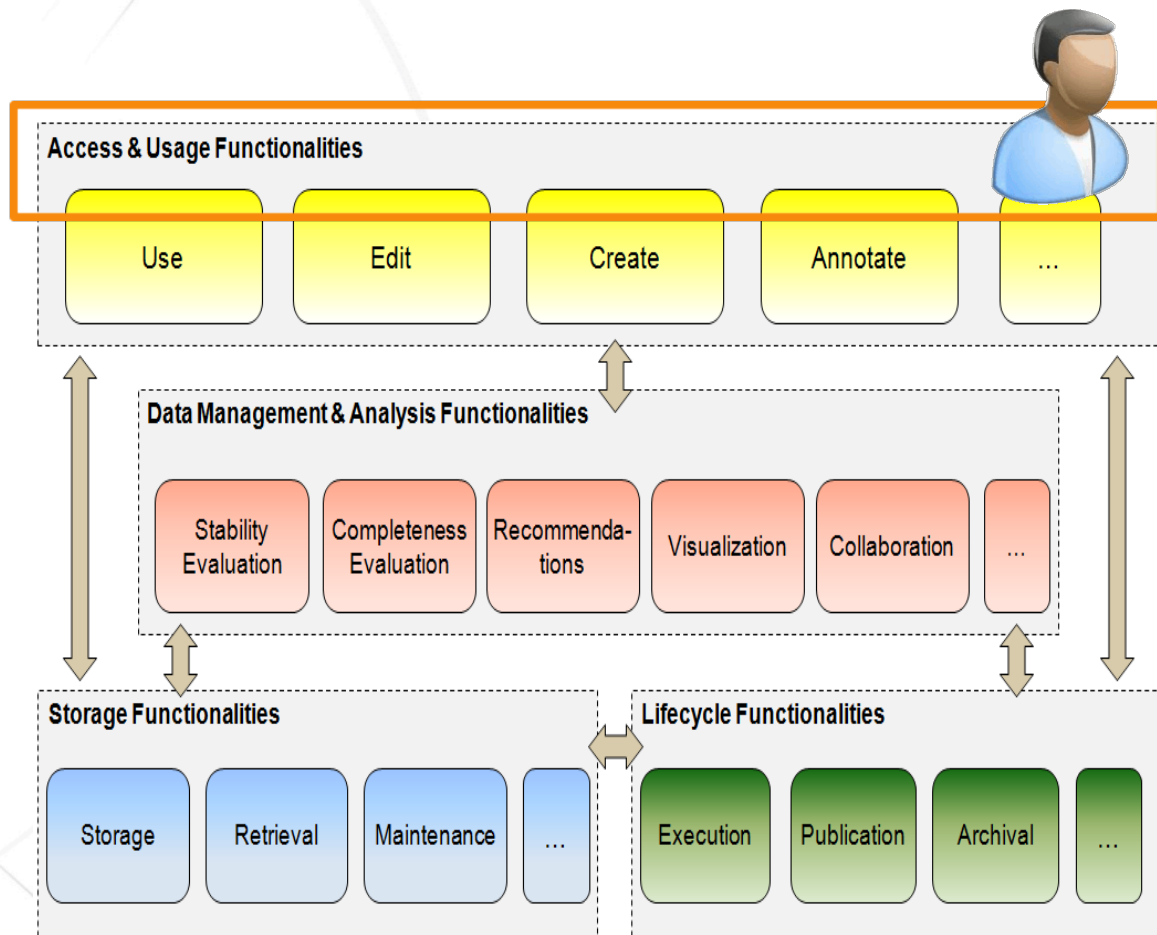 Access & Usage Functionalities
Use
Edit
Create
Annotate
...
Data Management & Analysis Functionalities
Stability
Evaluation
Completeness
Evaluation
Recommenda-
tions
Visualization
Collaboration
...
Storage Functionalities
Storage
Retrieval
Maintenance
...
Lifecycle Functionalities
Execution
Publication
Archival
...